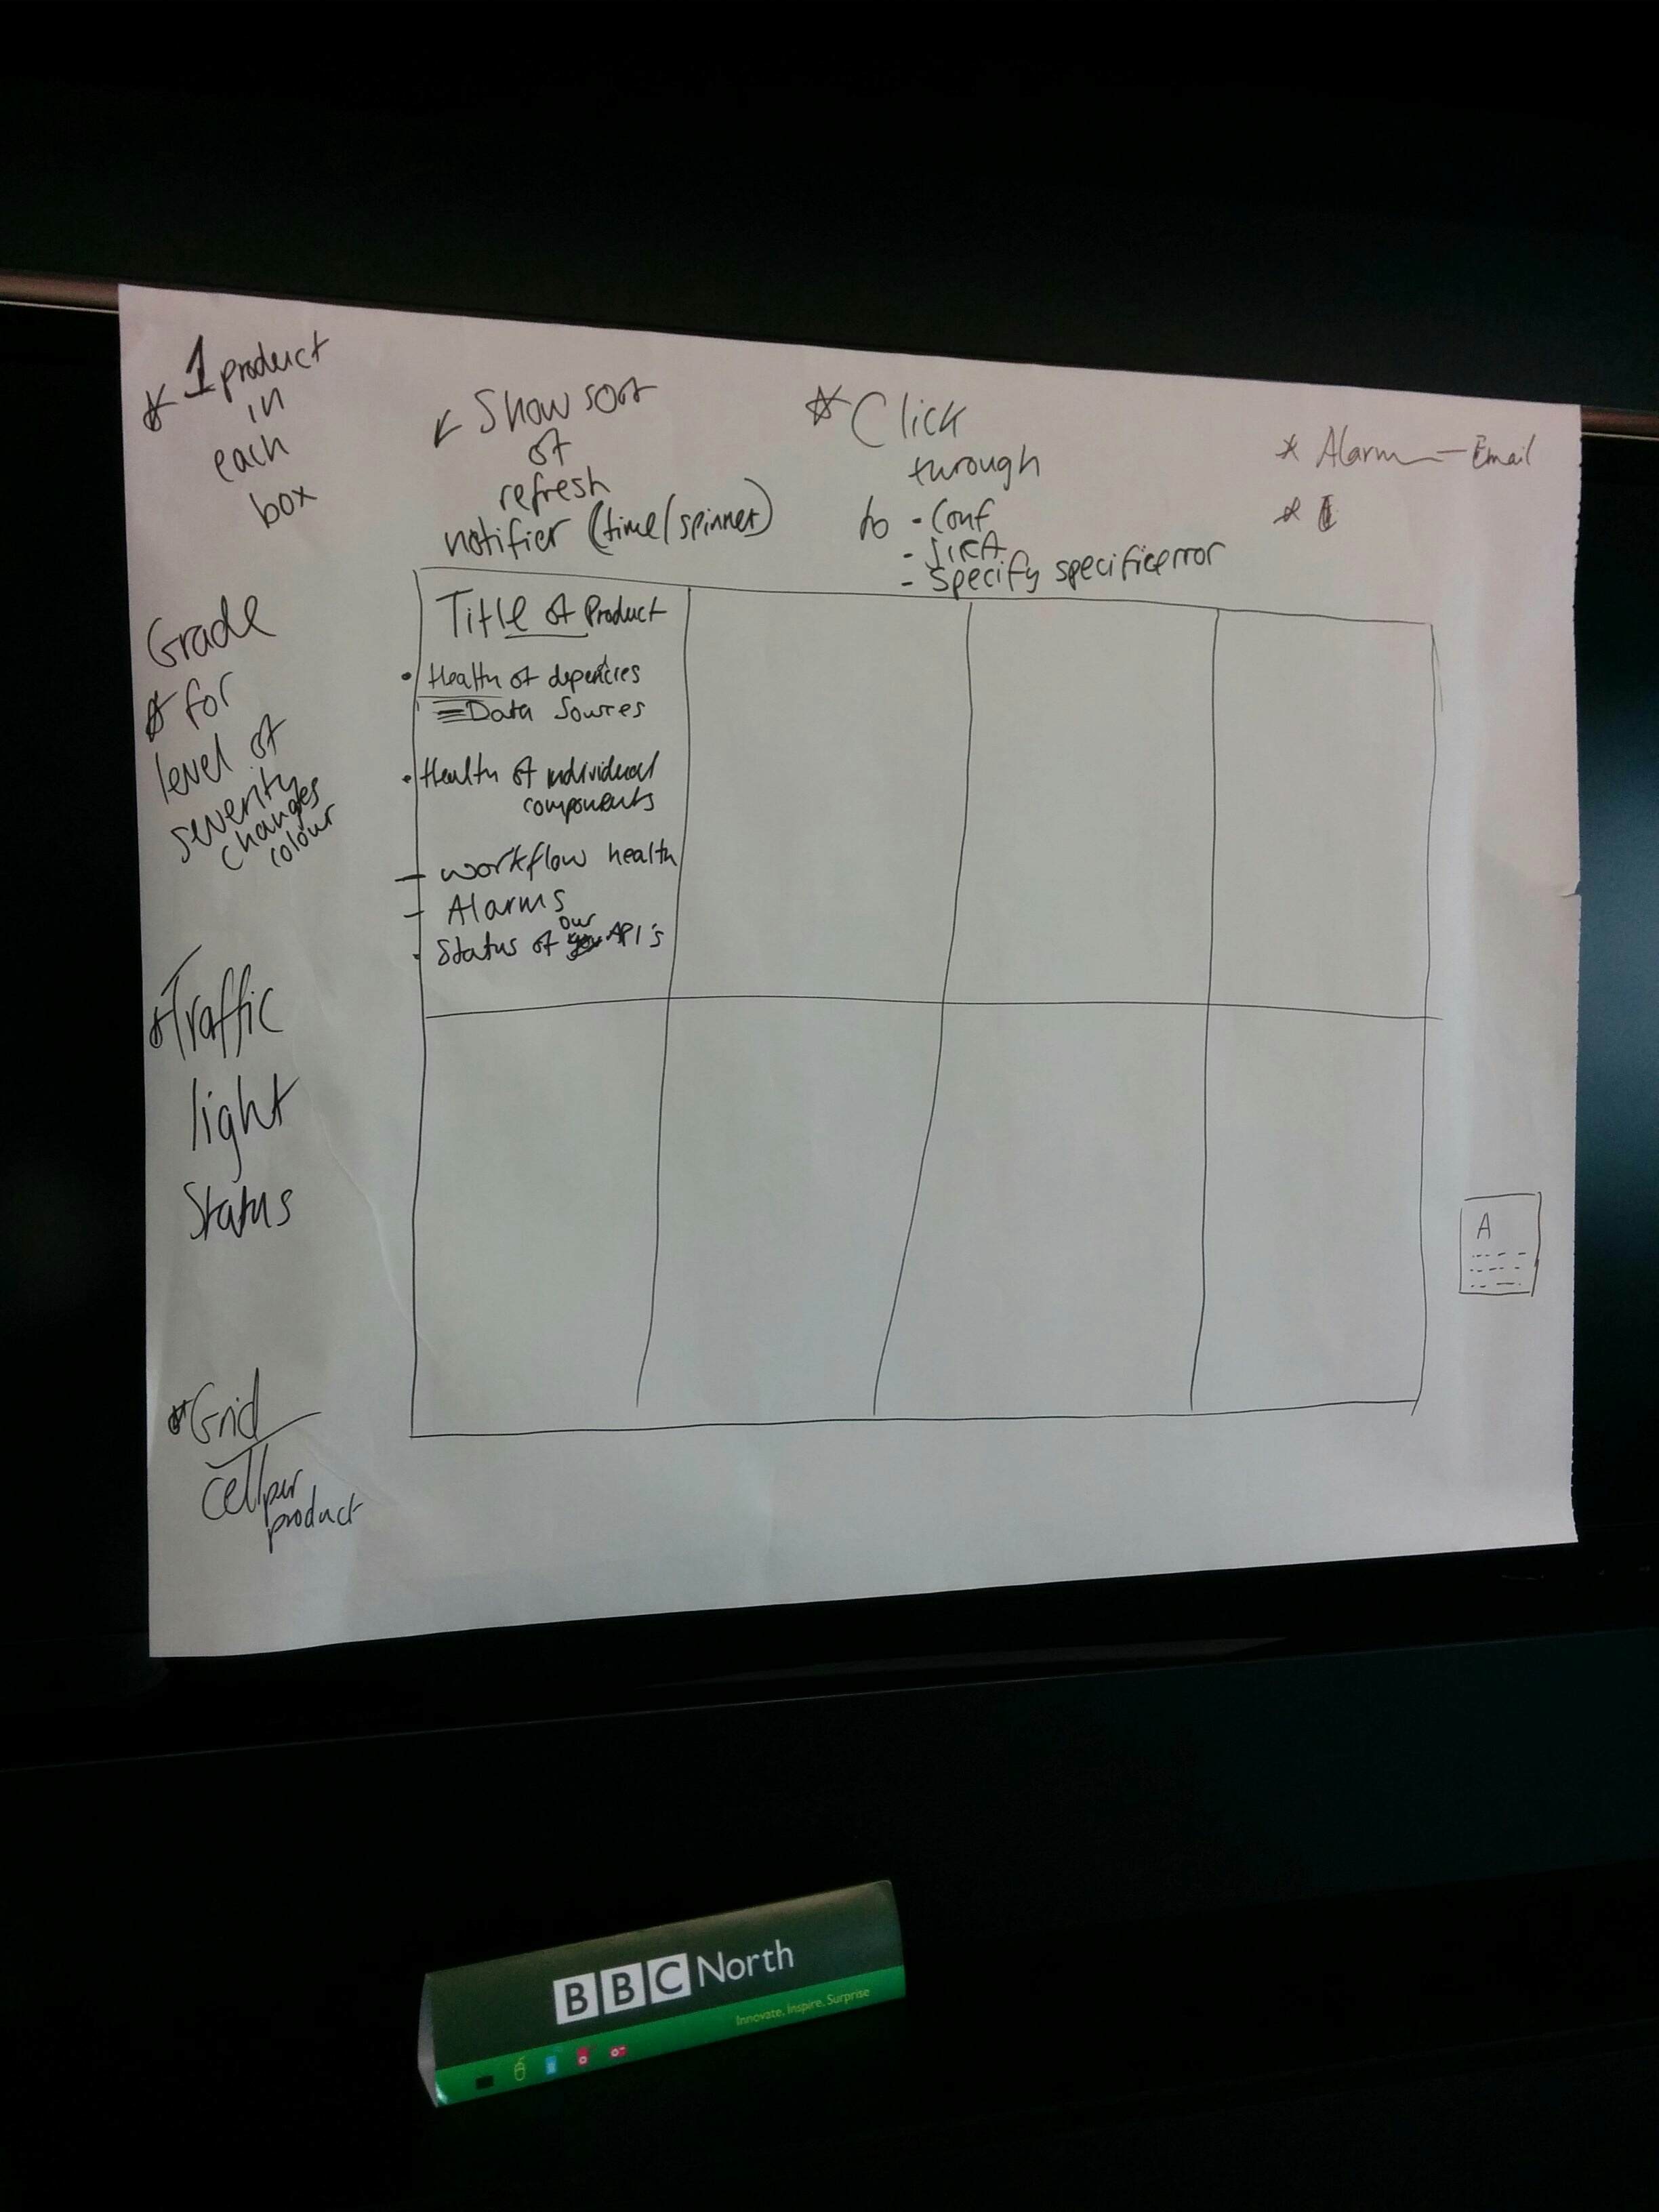 * 1 product
in
each
box
Show sort
of
refresh
notifier (time/spinner)
* Click
through
to - Conf
- JIRA
- Specify specific error
* Alarm — Email
*
Grade
* for
level of
severity
changes
colour
* Traffic
light
Status
* Grid
cell per
product
Title of Product
• Health of depencies
Data Sources
• Health of individual
components
- workflow health
- Alarms
• Status of our API's
A
BBC North
Innovate, Inspire, Surprise